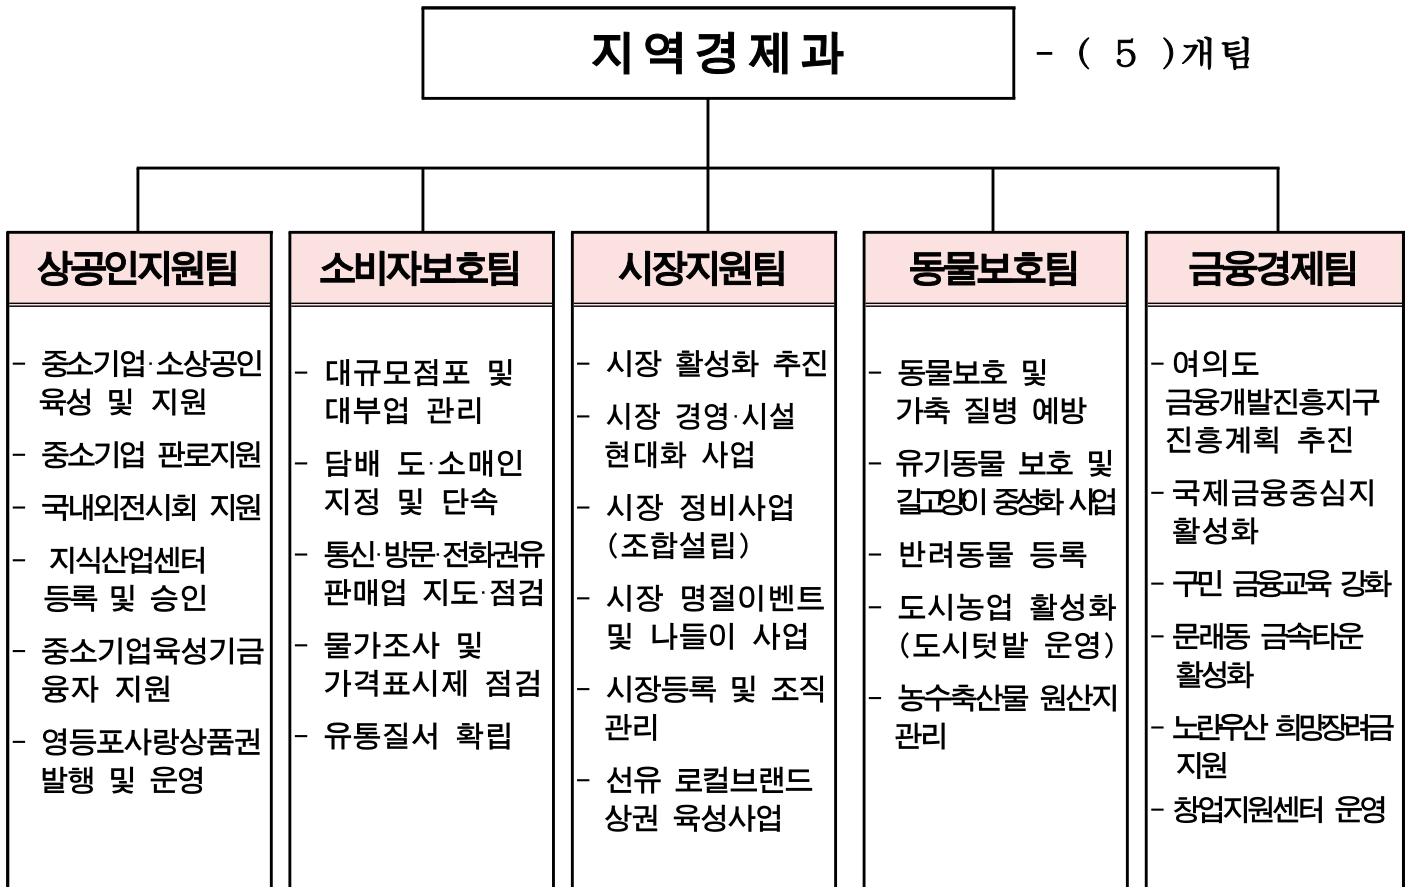 지역경제과
- ( 5 )개팀
상공인지원팀
- 중소기업·소상공인
육성 및 지원
- 중소기업 판로지원
- 국내외전시회 지원
- 지식산업센터
등록 및 승인
- 중소기업육성기금
융자 지원
- 영등포사랑상품권
발행 및 운영
소비자보호팀
- 대규모점포 및
대부업 관리
- 담배 도·소매인
지정 및 단속
- 통신·방문·전화권유
판매업 지도·점검
- 물가조사 및
가격표시제 점검
- 유통질서 확립
시장지원팀
- 시장 활성화 추진
- 시장 경영·시설
현대화 사업
- 시장 정비사업
(조합설립)
- 시장 명절이벤트
및 나들이 사업
- 시장등록 및 조직
관리
- 선유 로컬브랜드
상권 육성사업
동물보호팀
- 동물보호 및
가축 질병 예방
- 유기동물 보호 및
길고양이 중성화 사업
- 반려동물 등록
- 도시농업 활성화
(도시텃밭 운영)
- 농수축산물 원산지
관리
금융경제팀
- 여의도
금융개발진흥지구
진흥계획 추진
- 국제금융중심지
활성화
- 구민 금융교육 강화
- 문래동 금속타운
활성화
- 노란우산 희망장려금
지원
- 창업지원센터 운영